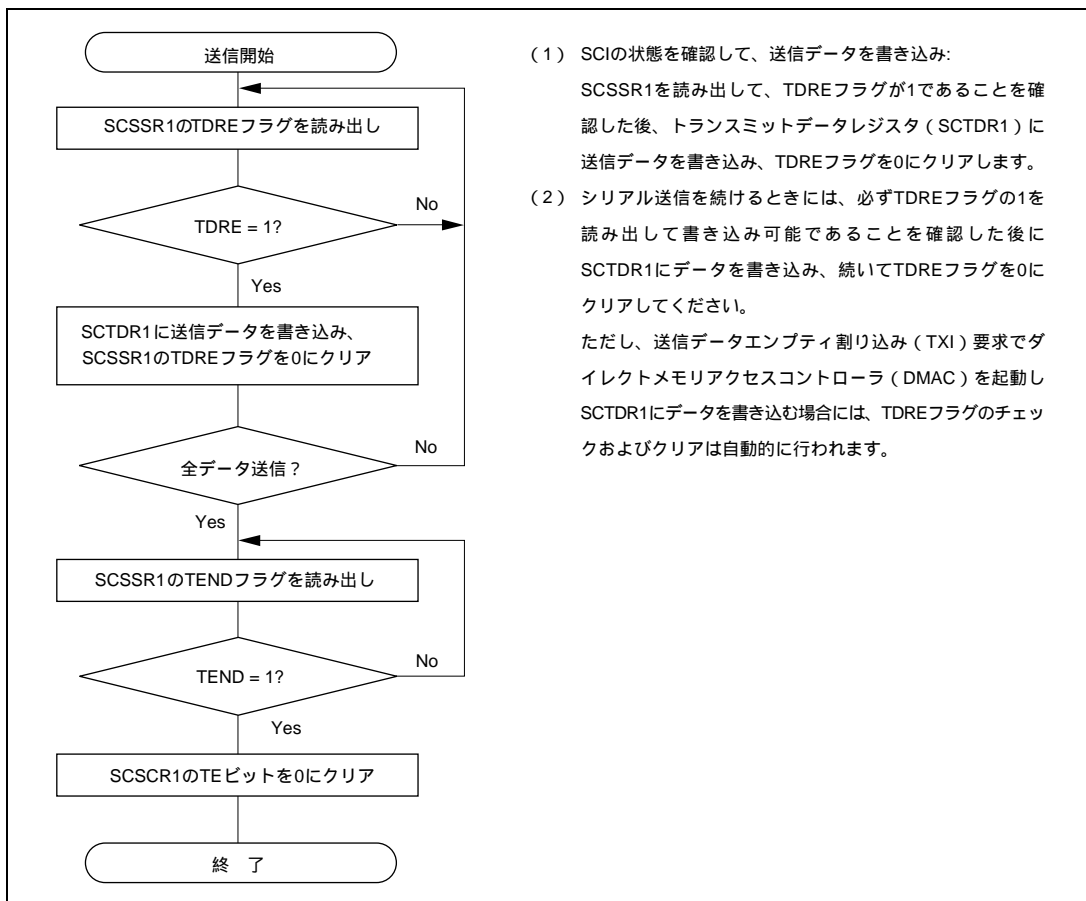 送信開始
SCSSR1のTDREフラグを読み出し
TDRE = 1?
No
Yes
SCTDR1に送信データを書き込み、
SCSSR1のTDREフラグを0にクリア
全データ送信？
No
Yes
SCSSR1のTENDフラグを読み出し
TEND = 1?
No
Yes
SCSCR1のTEビットを0にクリア
終 了
（1） SCIの状態を確認して、送信データを書き込み:
SCSSR1を読み出して、TDREフラグが1であることを確
認した後、トランスミットデータレジスタ（SCTDR1）に
送信データを書き込み、TDREフラグを0にクリアします。
（2） シリアル送信を続けるときには、必ずTDREフラグの1を
読み出して書き込み可能であることを確認した後に
SCTDR1にデータを書き込み、続いてTDREフラグを0に
クリアしてください。
ただし、送信データエンプティ割り込み（TXI）要求でダ
イレクトメモリアクセスコントローラ（DMAC）を起動し
SCTDR1にデータを書き込む場合には、TDREフラグのチェッ
クおよびクリアは自動的に行われます。